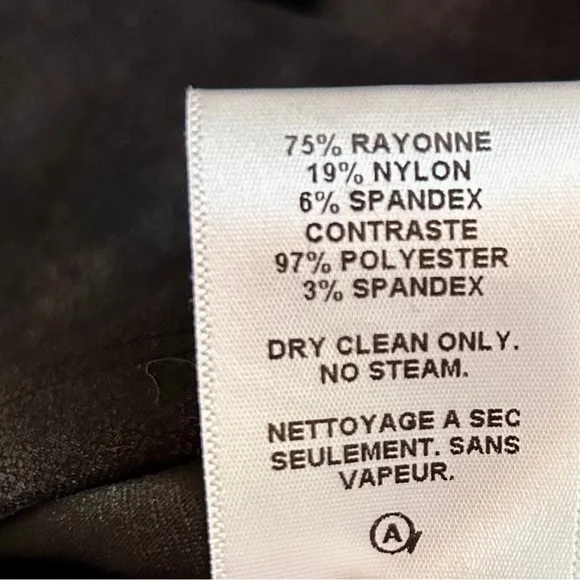 75% RAYONNE
19% NYLON
6% SPANDEX
CONTRASTE
97% POLYESTER
3% SPANDEX
DRY CLEAN ONLY.
NO STEAM.
NETTOYAGE A SEC
SEULEMENT. SANS
VAPEUR.
A